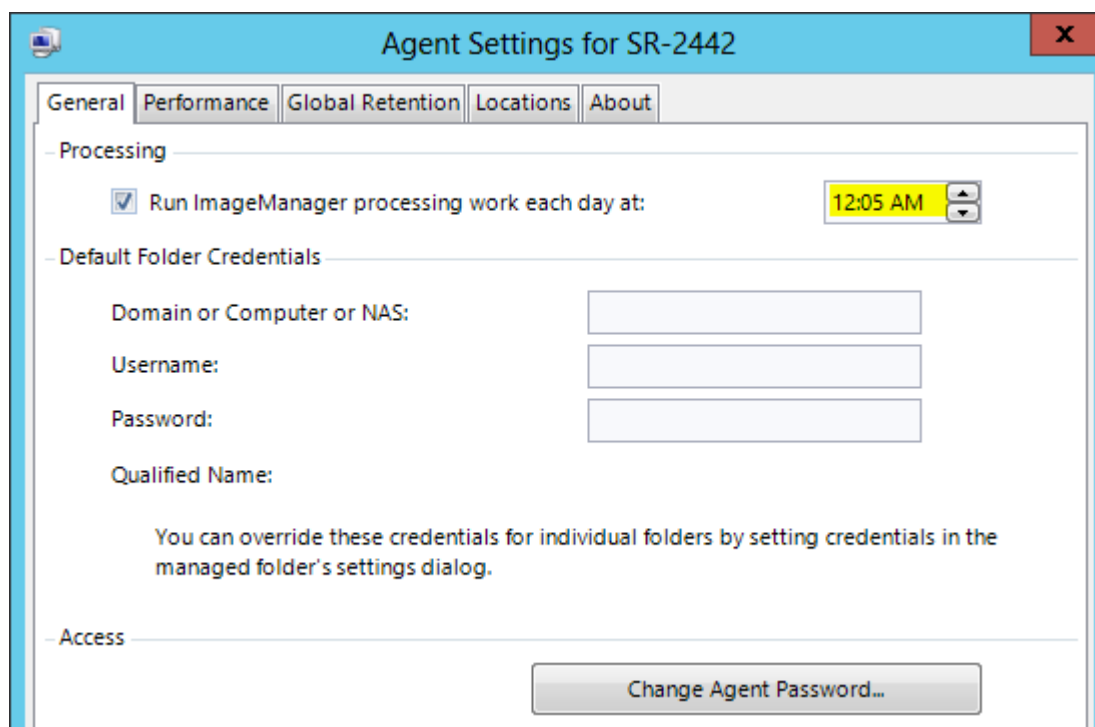 Agent Settings for SR-2442
x
General Performance Global Retention Locations About
Processing
Run ImageManager processing work each day at: 12:05 AM
Default Folder Credentials
Domain or Computer or NAS:
Username:
Password:
Qualified Name:
You can override these credentials for individual folders by setting credentials in the
managed folder's settings dialog.
Access
Change Agent Password...